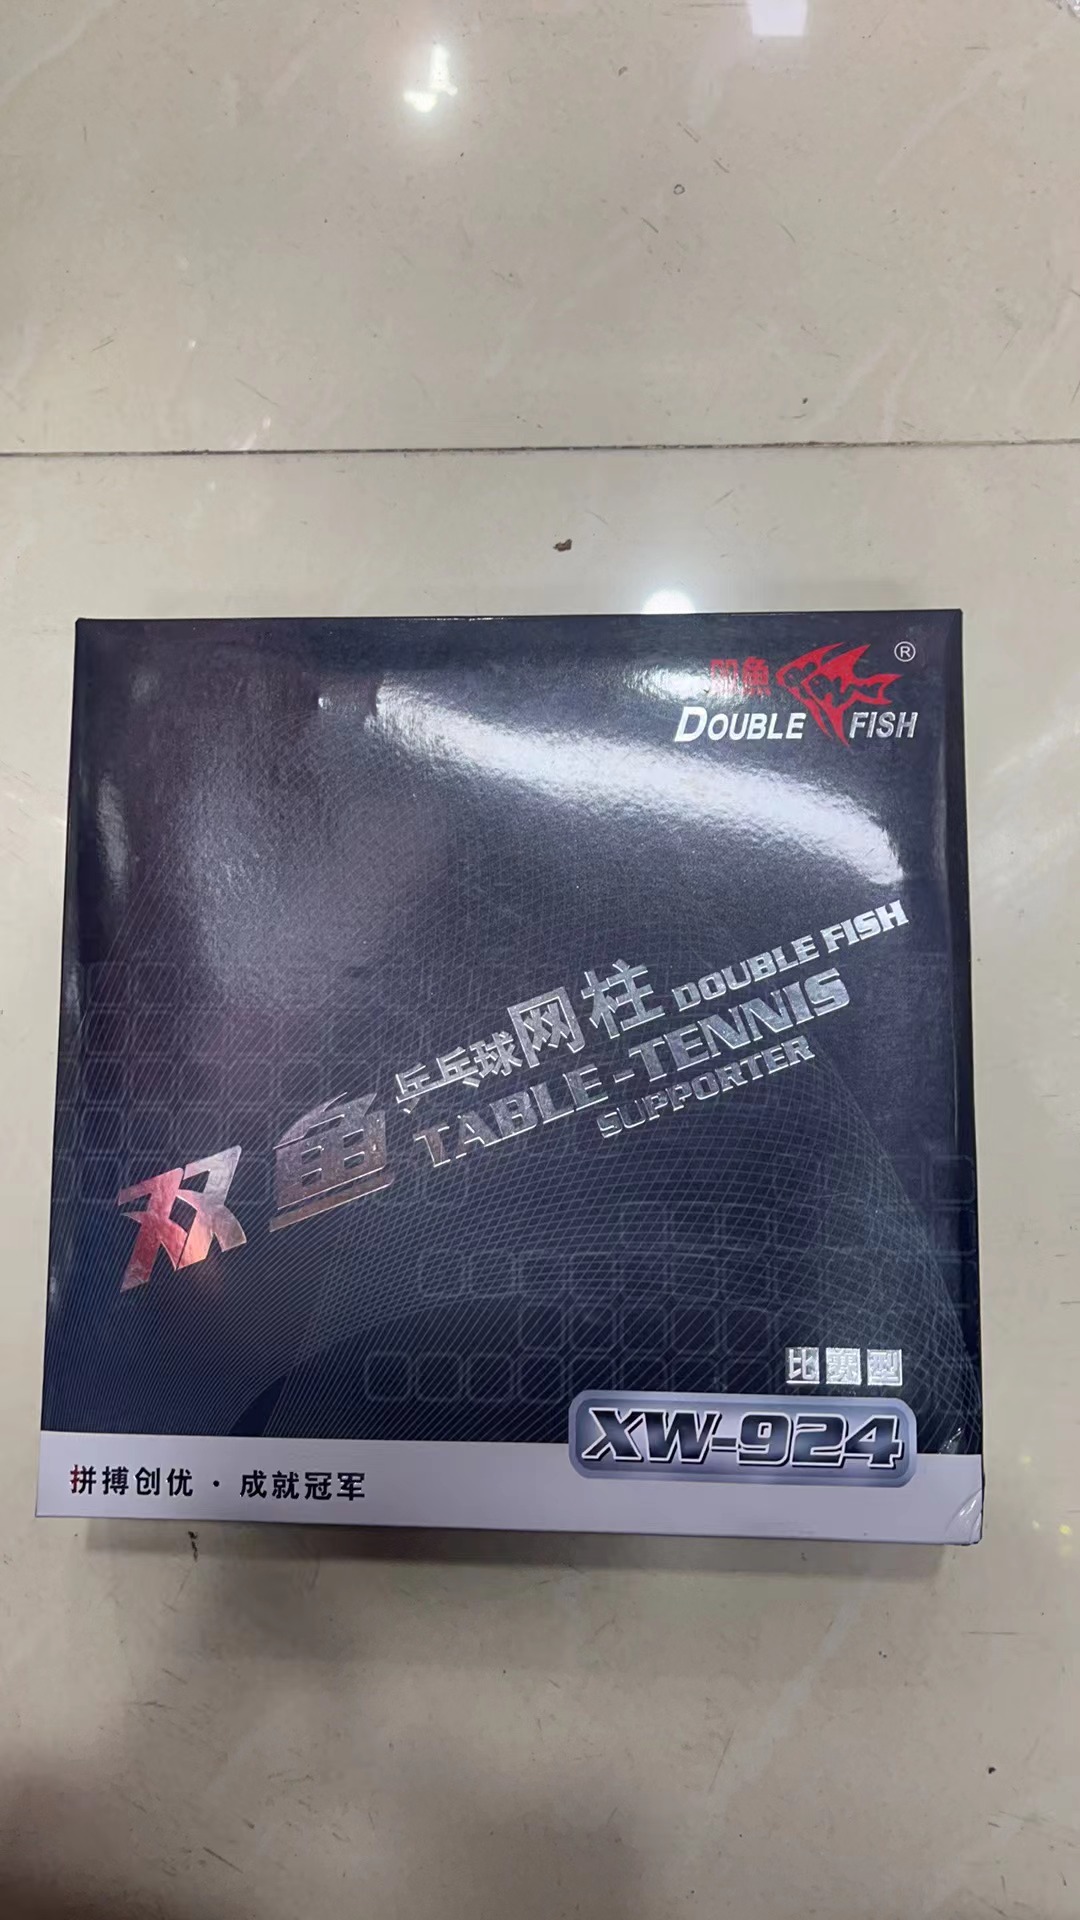 双魚
®
DOUBLE FISH
双鱼
乒乓球网柱
DOUBLE FISH
TABLE-TENNIS
SUPPORTER
比赛型
XW-924
拼搏创优·成就冠军